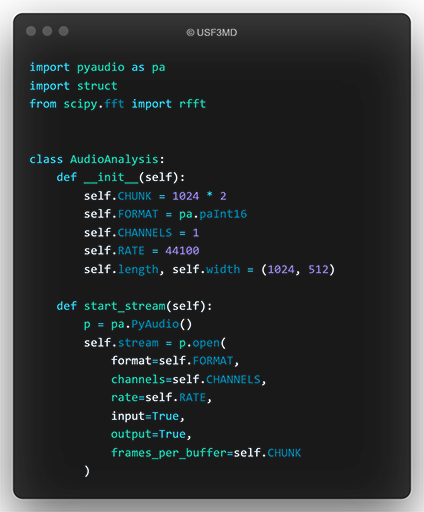 © USF3MD
import pyaudio as pa
import struct
from scipy.fft import rfft
class AudioAnalysis:
    def __init__(self):
        self.CHUNK = 1024 * 2
        self.FORMAT = pa.paInt16
        self.CHANNELS = 1
        self.RATE = 44100
        self.length, self.width = (1024, 512)
    def start_stream(self):
        p = pa.PyAudio()
        self.stream = p.open(
            format=self.FORMAT,
            channels=self.CHANNELS,
            rate=self.RATE,
            input=True,
            output=True,
            frames_per_buffer=self.CHUNK
        )